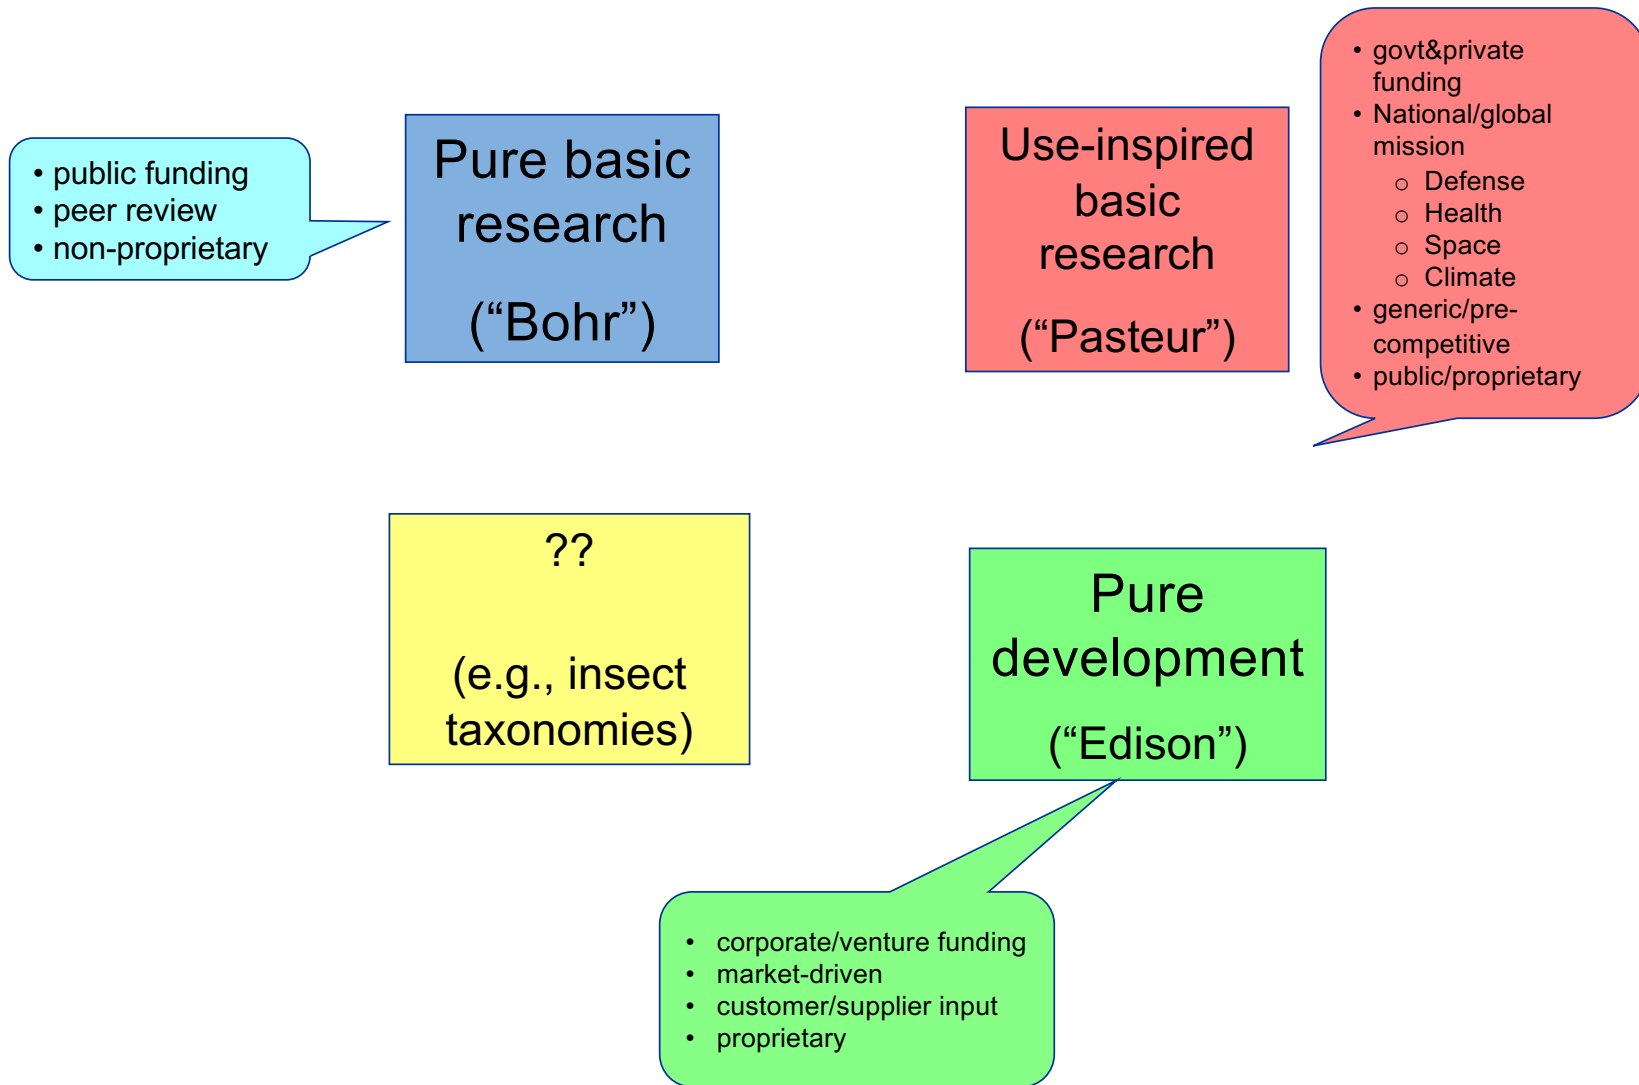 • public funding
• peer review
• non-proprietary
Pure basic
research
(“Bohr”)
Use-inspired
basic
research
(“Pasteur”)
• govt&private
funding
• National/global
mission
o Defense
o Health
o Space
o Climate
• generic/pre-
competitive
• public/proprietary
??
(e.g., insect
taxonomies)
Pure
development
(“Edison”)
• corporate/venture funding
• market-driven
• customer/supplier input
• proprietary